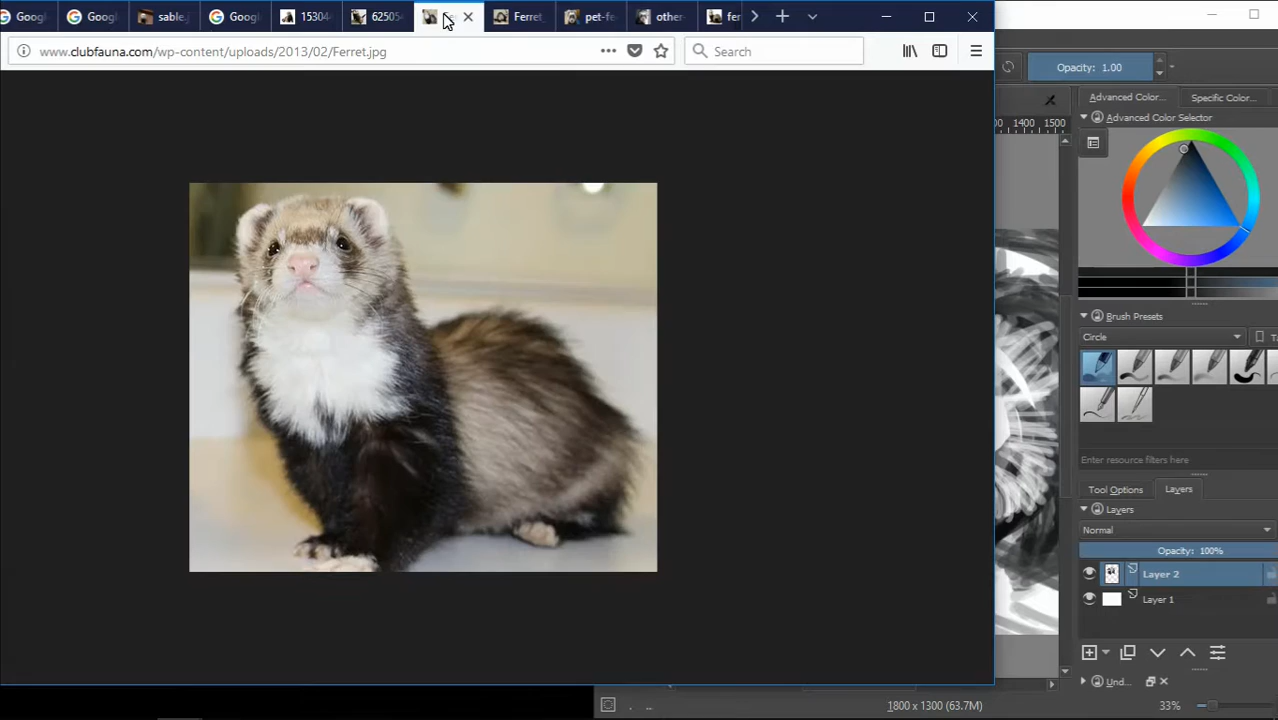 Googl
Googl
sable.j
Googl
15304
62505
Ferret
pet-fe
other
fer
www.clubfauna.com/wp-content/uploads/2013/02/Ferret.jpg
Search
Opacity: 1.00
Advanced Color...
Specific Color...
1400 1500
Advanced Color Selector
Brush Presets
Circle
Enter resource filters here
Tool Options
Layers
Layers
Normal
Opacity: 100%
Layer 2
Layer 1
Und...
1800 x 1300 (63.7M)
33%